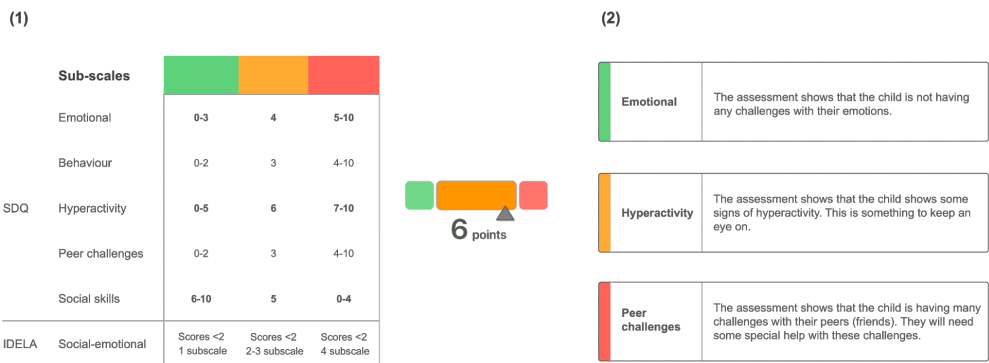 (1)
Sub-scales
Emotional 0-3 4 5-10
Behaviour 0-2 3 4-10
SDQ Hyperactivity 0-5 6 7-10
Peer challenges 0-2 3 4-10
Social skills 6-10 5 0-4
IDELA Social-emotional Scores <2 Scores <2 Scores <2
1 subscale 2-3 subscale 4 subscale
6 points
(2)
Emotional
The assessment shows that the child is not having
any challenges with their emotions.
Hyperactivity
The assessment shows that the child shows some
signs of hyperactivity. This is something to keep an
eye on.
Peer
challenges
The assessment shows that the child is having many
challenges with their peers (friends). They will need
some special help with these challenges.